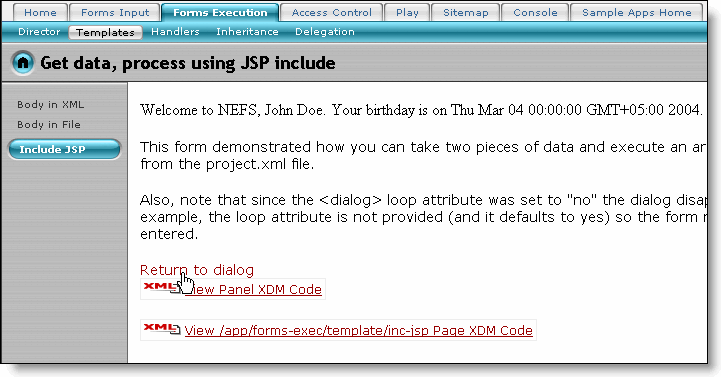 Home Forms Input Forms Execution Access Control Play Sitemap Console Sample Apps Home
Director Templates Handlers Inheritance Delegation
Get data, process using JSP include
Body in XML
Body in File
Include JSP
Welcome to NEFS, John Doe. Your birthday is on Thu Mar 04 00:00:00 GMT+05:00 2004.
This form demonstrated how you can take two pieces of data and execute an
from the project.xml file.
Also, note that since the <dialog> loop attribute was set to "no" the dialog
example, the loop attribute is not provided (and it defaults to yes) so the form
entered.
Return to dialog
XML View Panel XDM Code
XML View /app/forms-exec/template/inc-jsp Page XDM Code